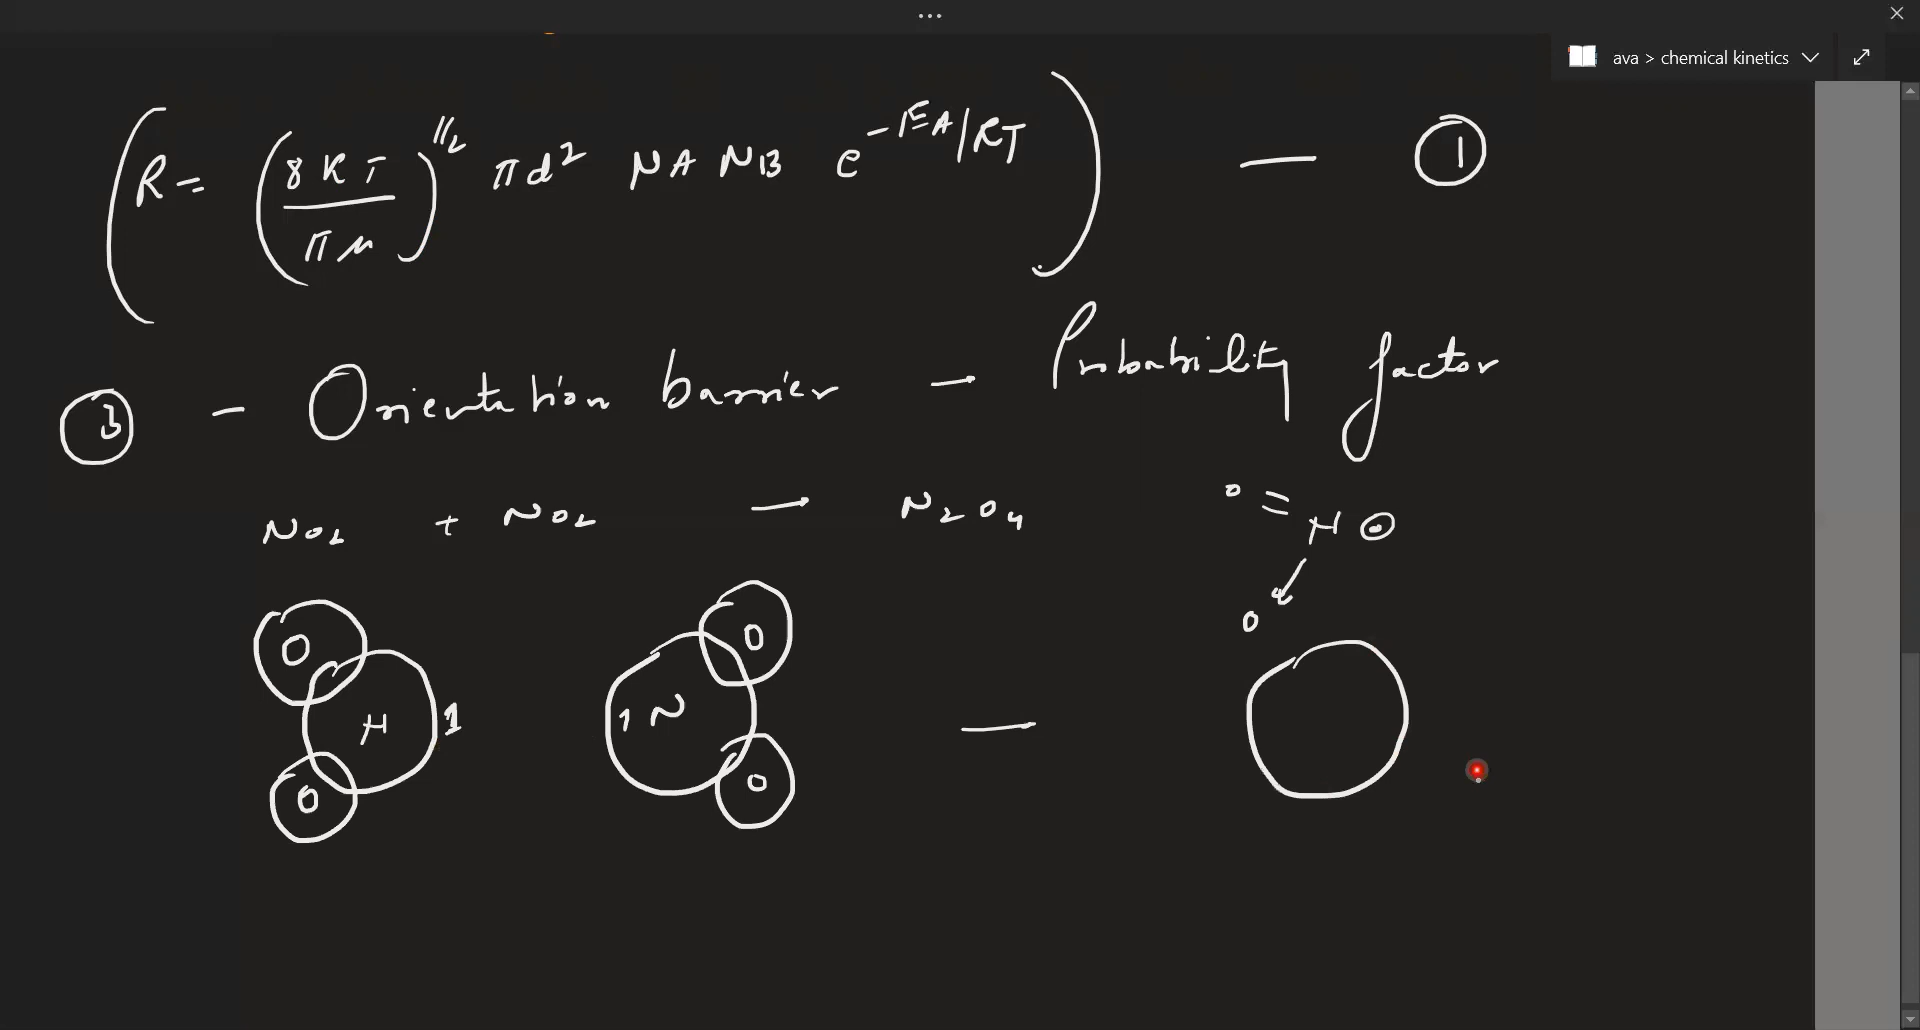 ava > chemical kinetics
R = (8KT/πμ)^1/2 πd² NA NB e^-EA/RT — ①
③ - Orientation barrier - Probability factor
NO2 + NO2 → N2O4
O = N ⊙
O
O O
N 1 1 N —
O O